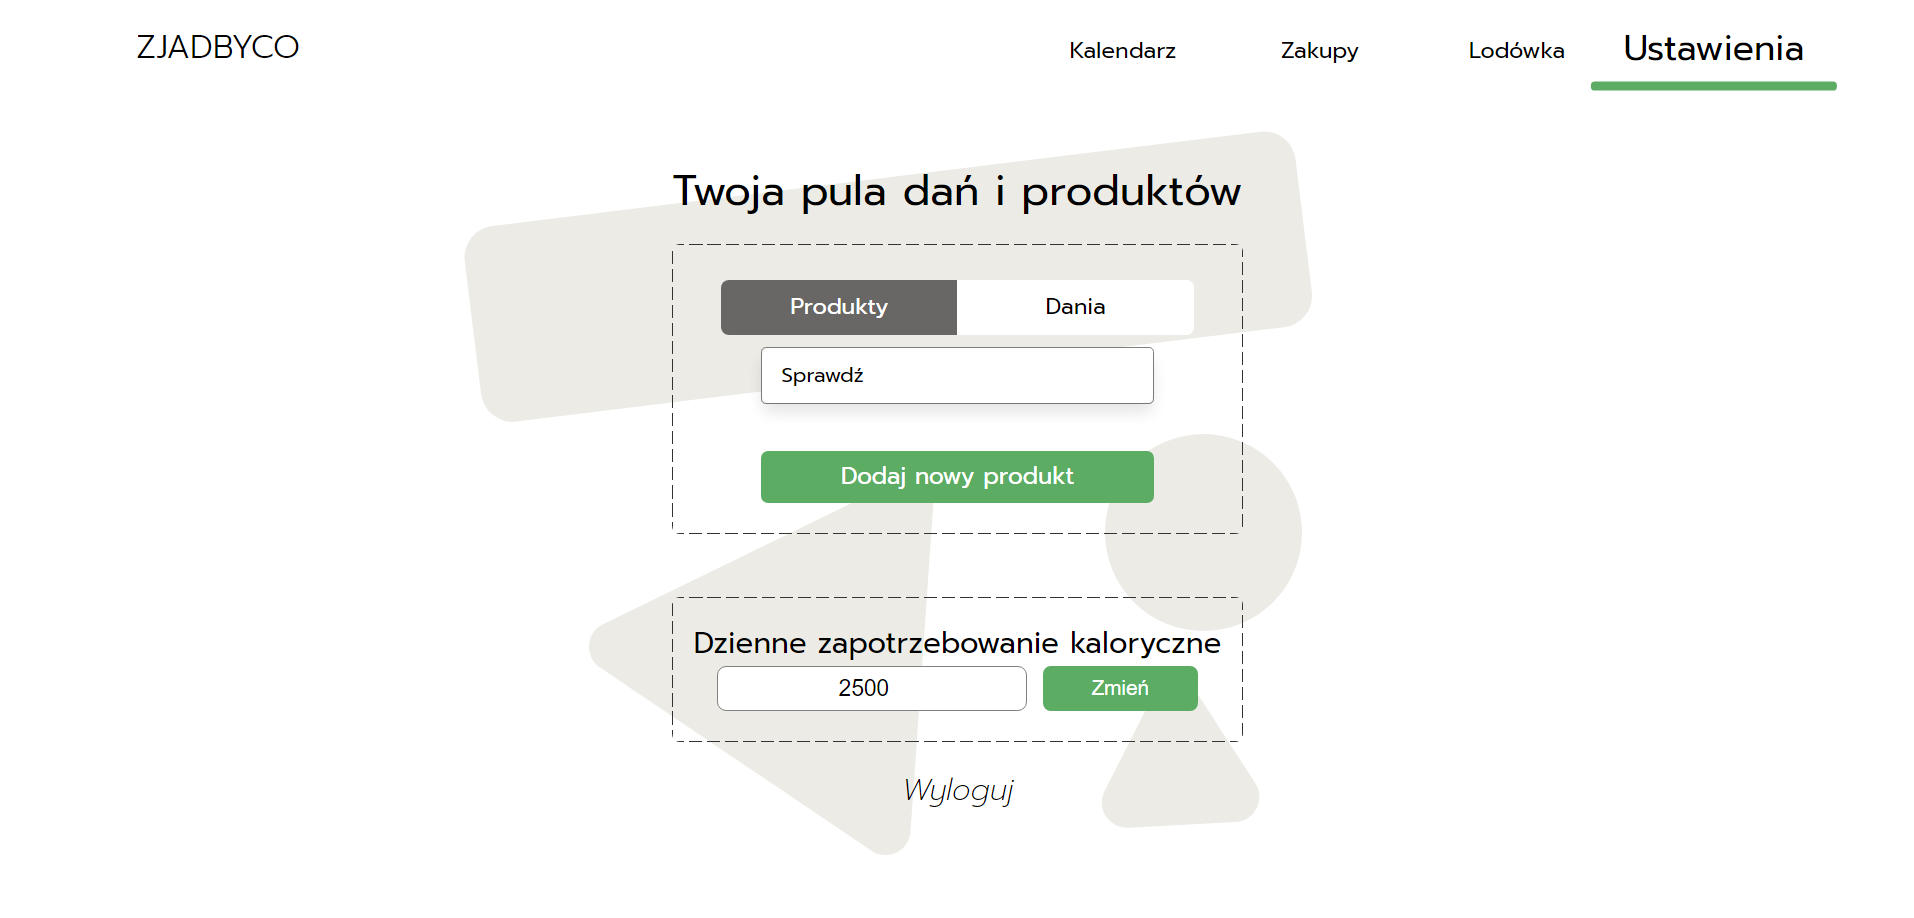 ZJADBYCO
Kalendarz Zakupy Lodówka Ustawienia
Twoja pula dań i produktów
Produkty Dania
Sprawdź
Dodaj nowy produkt
Dzienne zapotrzebowanie kaloryczne
2500 Zmień
Wyloguj